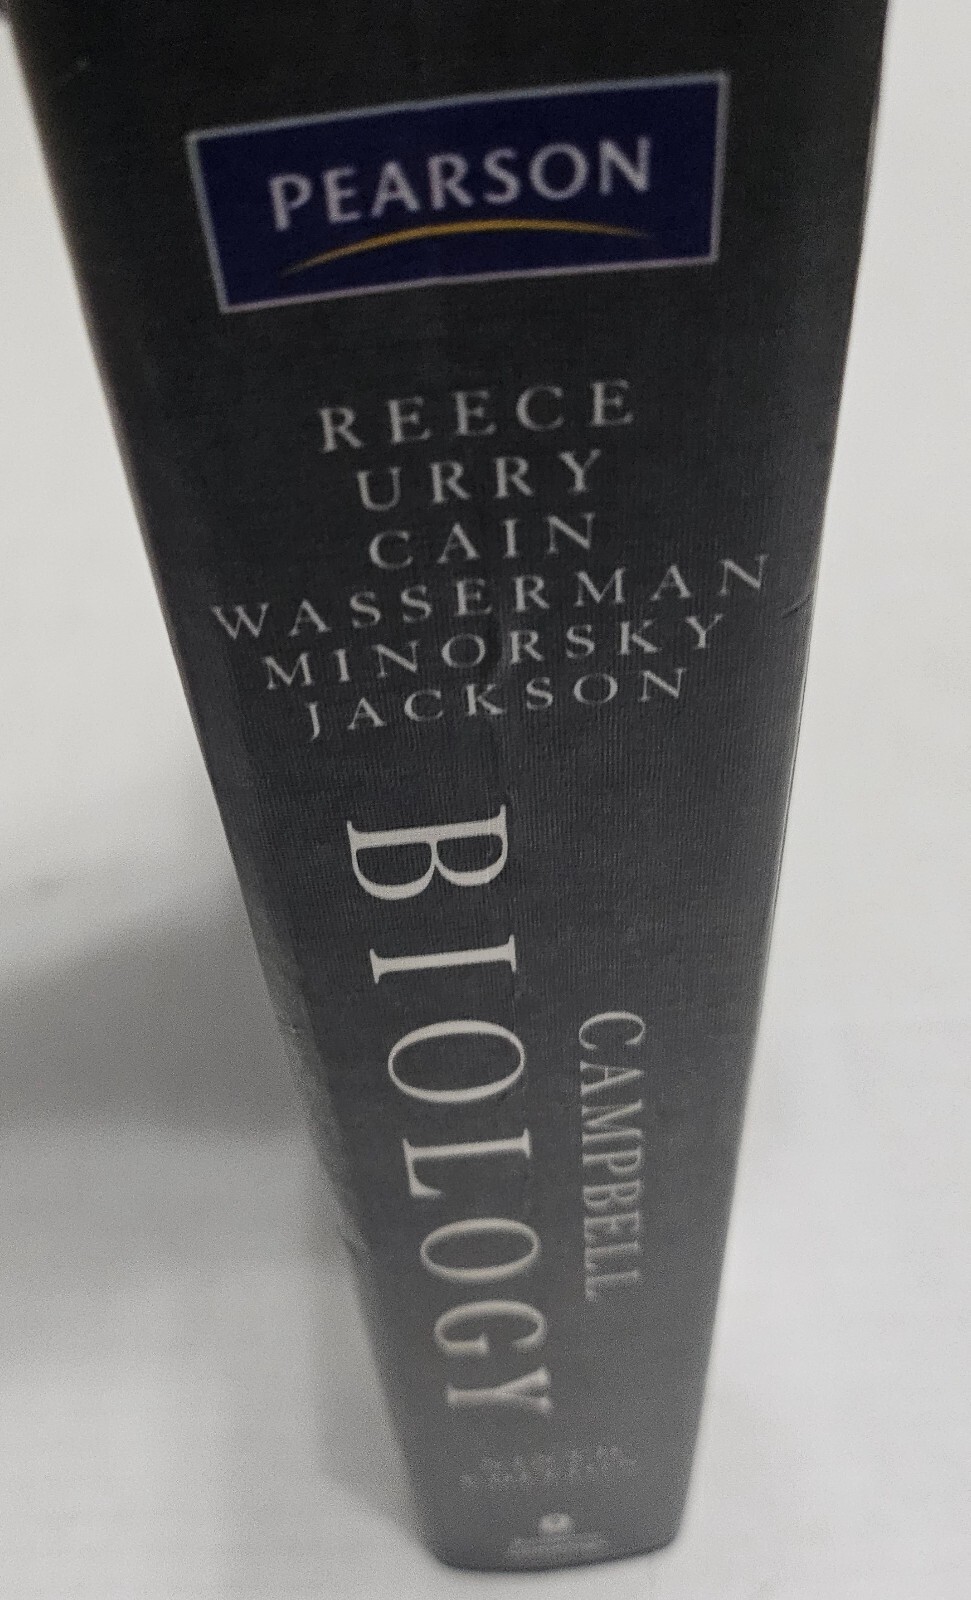 PEARSON
REECE
URRY
CAIN
WASSERMAN
MINORSKY
JACKSON
CAMPBELL
BIOLOGY